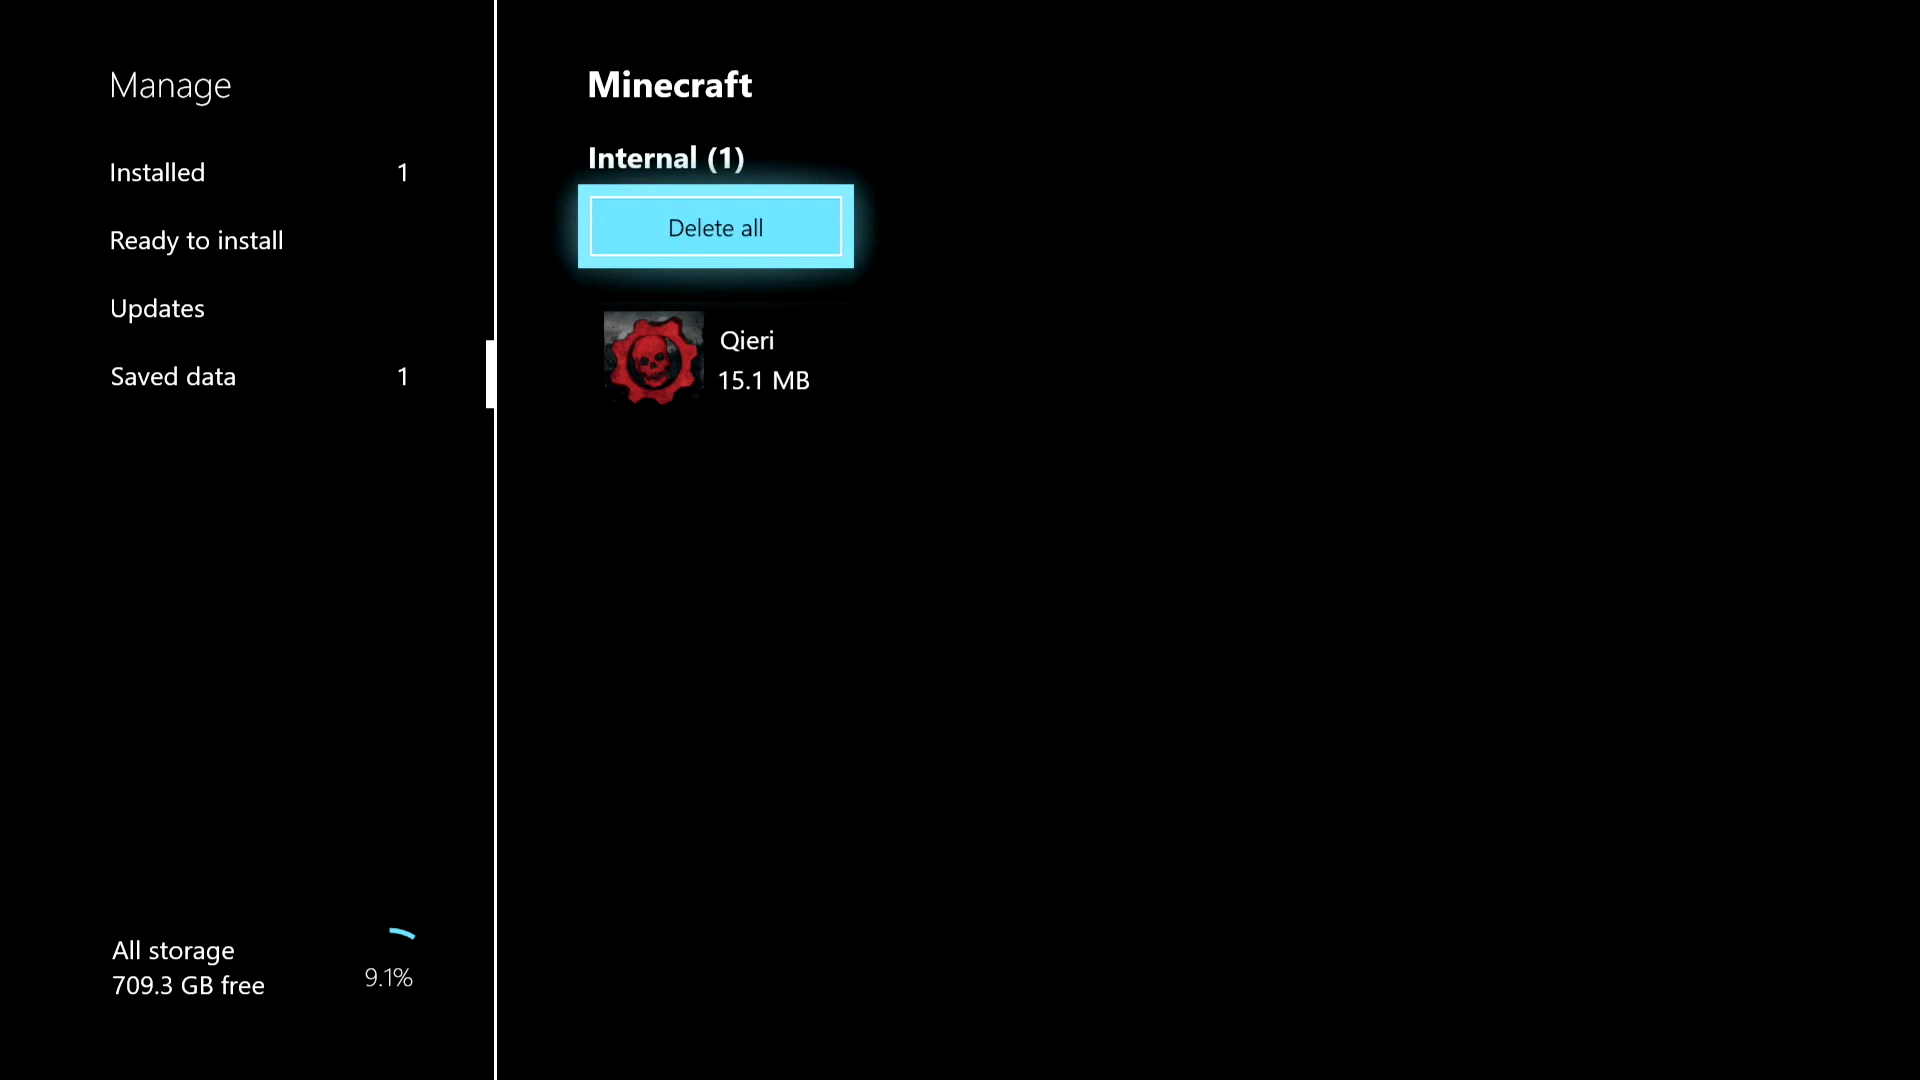 Manage
Installed 1
Ready to install
Updates
Saved data 1
All storage
709.3 GB free
9.1%
Minecraft
Internal (1)
Delete all
Qieri
15.1 MB